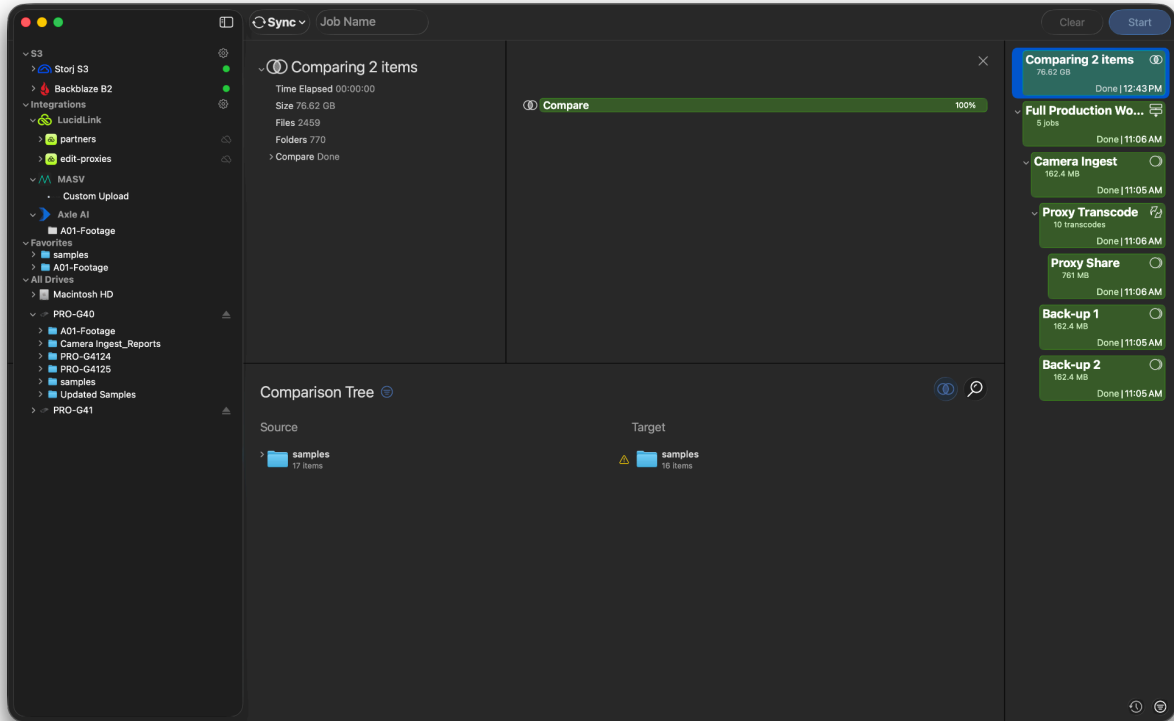 Sync
Job Name
Clear
Start
S3
Storj S3
Backblaze B2
Integrations
LucidLink
partners
edit-proxies
MASV
Custom Upload
Axle AI
A01-Footage
Favorites
samples
A01-Footage
All Drives
Macintosh HD
PRO-G40
A01-Footage
Camera Ingest_Reports
PRO-G4124
PRO-G4125
samples
Updated Samples
PRO-G41
Comparing 2 items
Time Elapsed 00:00:00
Size 76.62 GB
Files 2459
Folders 770
Compare Done
Compare 100%
Comparison Tree
Source
Target
samples
17 items
samples
16 items
Comparing 2 items
76.62 GB
Done | 12:43 PM
Full Production Wo...
5 jobs
Done | 11:06 AM
Camera Ingest
162.4 MB
Done | 11:05 AM
Proxy Transcode
10 transcodes
Done | 11:06 AM
Proxy Share
761 MB
Done | 11:06 AM
Back-up 1
162.4 MB
Done | 11:05 AM
Back-up 2
162.4 MB
Done | 11:05 AM